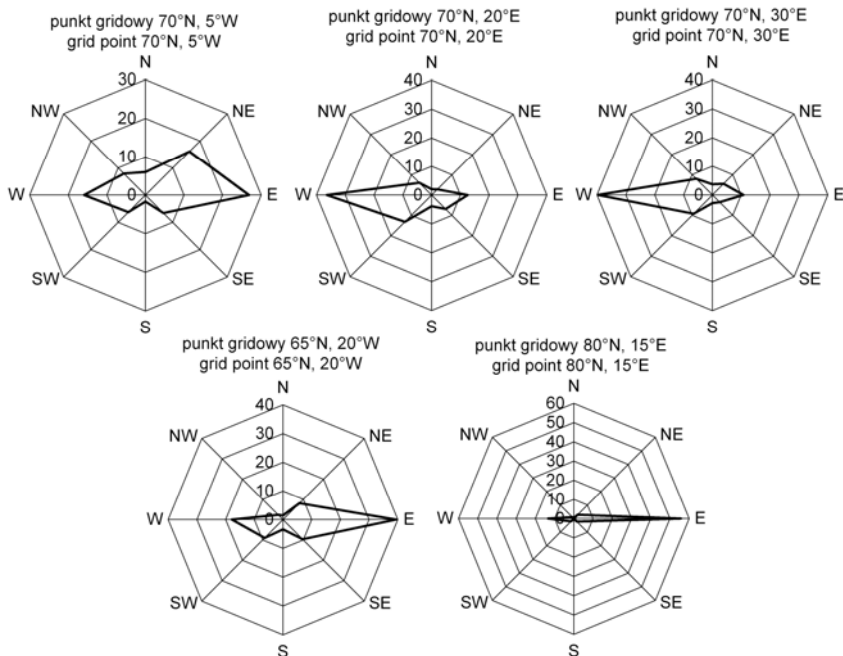 punkt gridowy 70°N, 5°W
grid point 70°N, 5°W
N
30
NW
NE
20
10
W
0
E
SW
SE
S
punkt gridowy 70°N, 20°E
grid point 70°N, 20°E
N
40
NW
30
NE
20
10
W
0
E
SW
SE
S
punkt gridowy 70°N, 30°E
grid point 70°N, 30°E
N
40
NW
30
NE
20
10
W
0
E
SW
SE
S
punkt gridowy 65°N, 20°W
grid point 65°N, 20°W
N
40
NW
30
NE
20
10
W
0
E
SW
SE
S
punkt gridowy 80°N, 15°E
grid point 80°N, 15°E
N
60
50
NW
40
NE
30
20
10
W
0
E
SW
SE
S